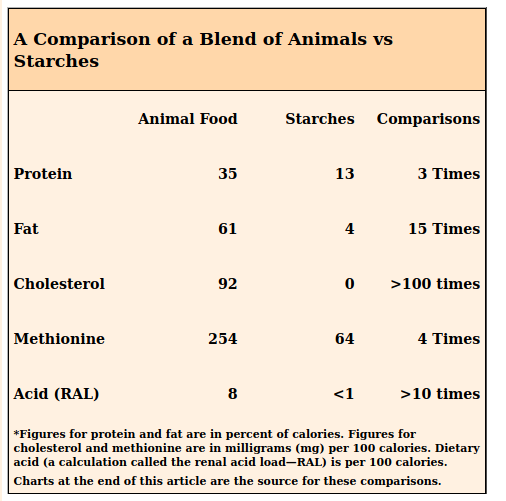 A Comparison of a Blend of Animals vs
Starches
Animal Food Starches Comparisons
Protein 35 13 3 Times
Fat 61 4 15 Times
Cholesterol 92 0 >100 times
Methionine 254 64 4 Times
Acid (RAL) 8 <1 >10 times
*Figures for protein and fat are in percent of calories. Figures for
cholesterol and methionine are in milligrams (mg) per 100 calories. Dietary
acid (a calculation called the renal acid load—RAL) is per 100 calories.
Charts at the end of this article are the source for these comparisons.